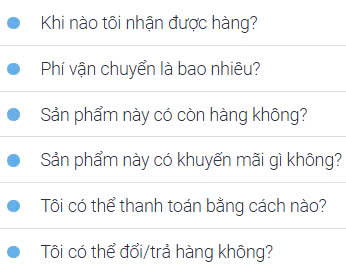 Khi nào tôi nhận được hàng?
Phí vận chuyển là bao nhiêu?
Sản phẩm này có còn hàng không?
Sản phẩm này có khuyến mãi gì không?
Tôi có thể thanh toán bằng cách nào?
Tôi có thể đổi/trả hàng không?